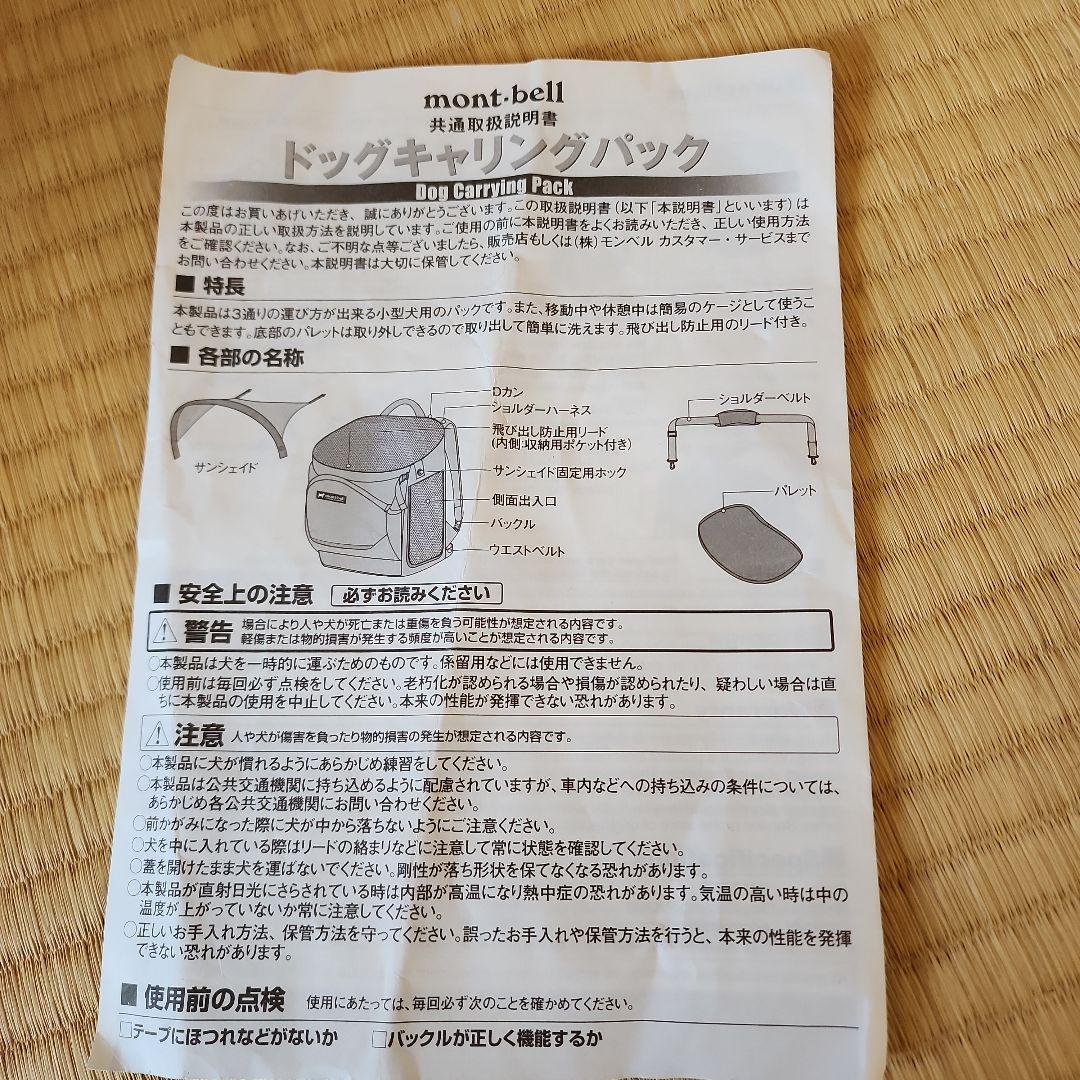 mont-bell
共通取扱説明書
ドッグキャリングパック
Dog Carrying Pack
この度はお買いあげいただき、誠にありがとうございます。この取扱説明書（以下「本説明書」といいます）は
本製品の正しい取扱方法を説明しています。ご使用の前に本説明書をよくお読みいただき、正しい使用方法
をご確認ください。なお、ご不明な点等ございましたら、販売店もしくは（株）モンベル カスタマー・サービスまで
お問い合わせください。本説明書は大切に保管してください。
■ 特長
本製品は3通りの運び方が出来る小型犬用のパックです。また、移動中や休憩中は簡易のケージとして使うこ
ともできます。底部のパレットは取り外しできるので取り出して簡単に洗えます。飛び出し防止用のリード付き。
■ 各部の名称
サンシェイド
Dカン
ショルダーハーネス
飛び出し防止用リード
(内側:収納用ポケット付き)
サンシェイド固定用ホック
側面出入口
バックル
ウエストベルト
ショルダーベルト
パレット
■ 安全上の注意 必ずお読みください
警告 場合により人や犬が死亡または重傷を負う可能性が想定される内容です。
軽傷または物的損害が発生する頻度が高いことが想定される内容です。
○本製品は犬を一時的に運ぶためのものです。係留用などには使用できません。
○使用前は毎回必ず点検をしてください。老朽化が認められる場合や損傷が認められたり、疑わしい場合は直
ちに本製品の使用を中止してください。本来の性能が発揮できない恐れがあります。
注意 人や犬が傷害を負ったり物的損害の発生が想定される内容です。
○本製品に犬が慣れるようにあらかじめ練習をしてください。
○本製品は公共交通機関に持ち込めるように配慮されていますが、車内などへの持ち込みの条件については、
あらかじめ各公共交通機関にお問い合わせください。
○前かがみになった際に犬が中から落ちないようにご注意ください。
○犬を中に入れている際はリードの絡まりなどに注意して常に状態を確認してください。
○蓋を開けたまま犬を運ばないでください。剛性が落ち形状を保てなくなる恐れがあります。
○本製品が直射日光にさらされている時は内部が高温になり熱中症の恐れがあります。気温の高い時は中の
温度が上がっていないか常に注意してください。
○正しいお手入れ方法、保管方法を守ってください。誤ったお手入れや保管方法を行うと、本来の性能を発揮
できない恐れがあります。
■ 使用前の点検 使用にあたっては、毎回必ず次のことを確かめてください。
□テープにほつれなどがないか □バックルが正しく機能するか